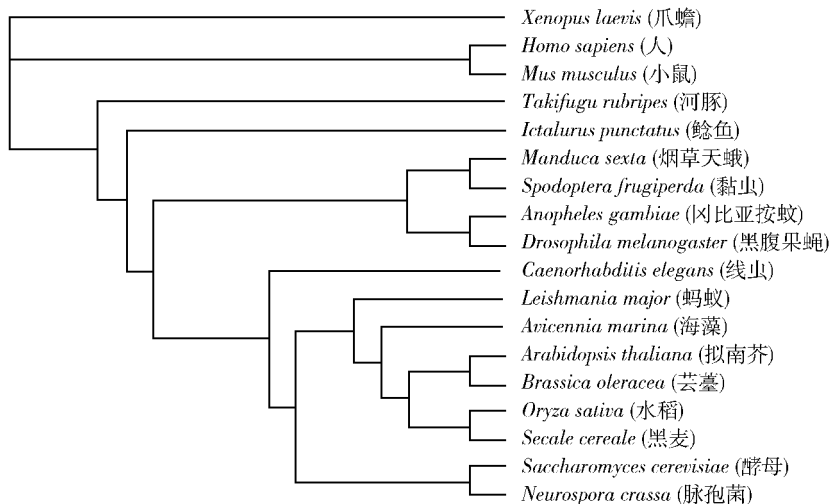 Xenopus laevis (爪蟾)
Homo sapiens (人)
Mus musculus (小鼠)
Takifugu rubripes (河豚)
Ictalurus punctatus (鲶鱼)
Manduca sexta (烟草天蛾)
Spodoptera frugiperda (黏虫)
Anopheles gambiae (冈比亚按蚊)
Drosophila melanogaster (黑腹果蝇)
Caenorhabditis elegans (线虫)
Leishmania major (蚂蚁)
Avicennia marina (海藻)
Arabidopsis thaliana (拟南芥)
Brassica oleracea (芸薹)
Oryza sativa (水稻)
Secale cereale (黑麦)
Saccharomyces cerevisiae (酵母)
Neurospora crassa (脉孢菌)